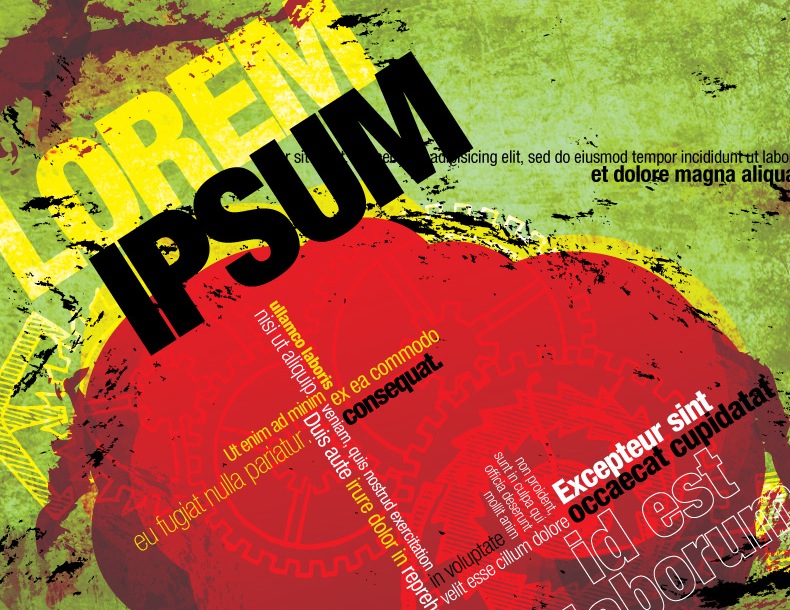 LOREM
IPSUM
sit adipisicing elit, sed do eiusmod tempor incididunt ut labo
et dolore magna aliqua
ullamco laboris
nisi ut aliquip
ex ea commodo
consequat.
Ut enim ad minim
veniam, quis nostrud exercitation
Duis aute irure dolor in repreh
eu fugiat nulla pariatur.
in voluptate
velit esse cillum dolore
Excepteur sint
occaecat cupidatat
non proident,
sunt in culpa qui
officia deserunt
mollit anim
id est
laborum